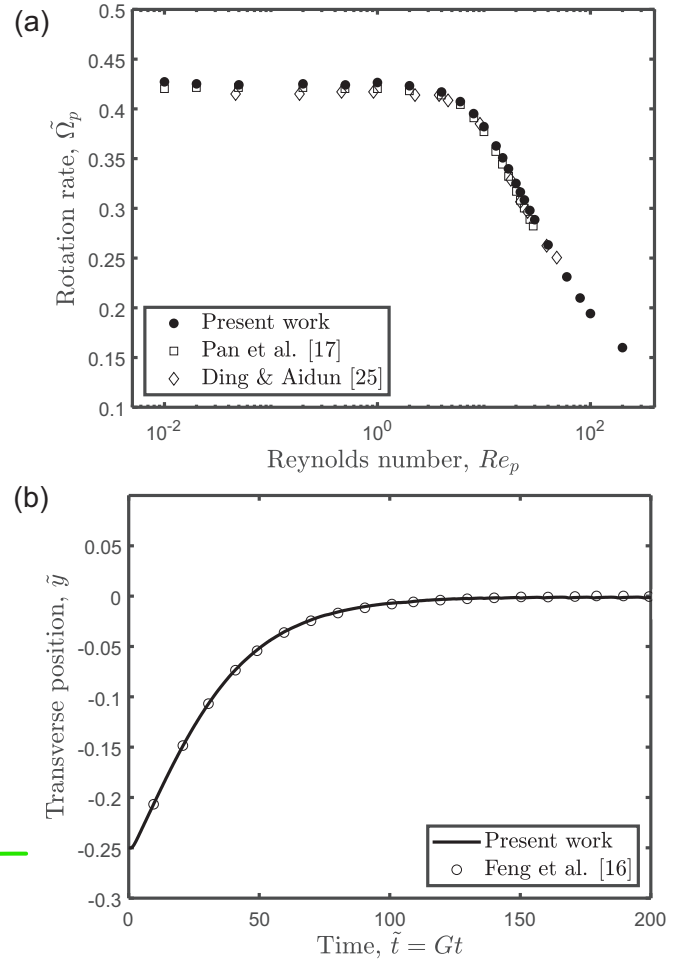 (a)
0.5
0.45
0.4
0.35
0.3
0.25
0.2
0.15
0.1
Rotation rate, Ω̃ₚ
Present work
Pan et al. [17]
Ding & Aidun [25]
10⁻² 10⁰ 10²
Reynolds number, Reₚ
(b)
0.05
0
-0.05
-0.1
-0.15
-0.2
-0.25
-0.3
Transverse position, ỹ
Present work
Feng et al. [16]
0 50 100 150 200
Time, t̃ = Gt